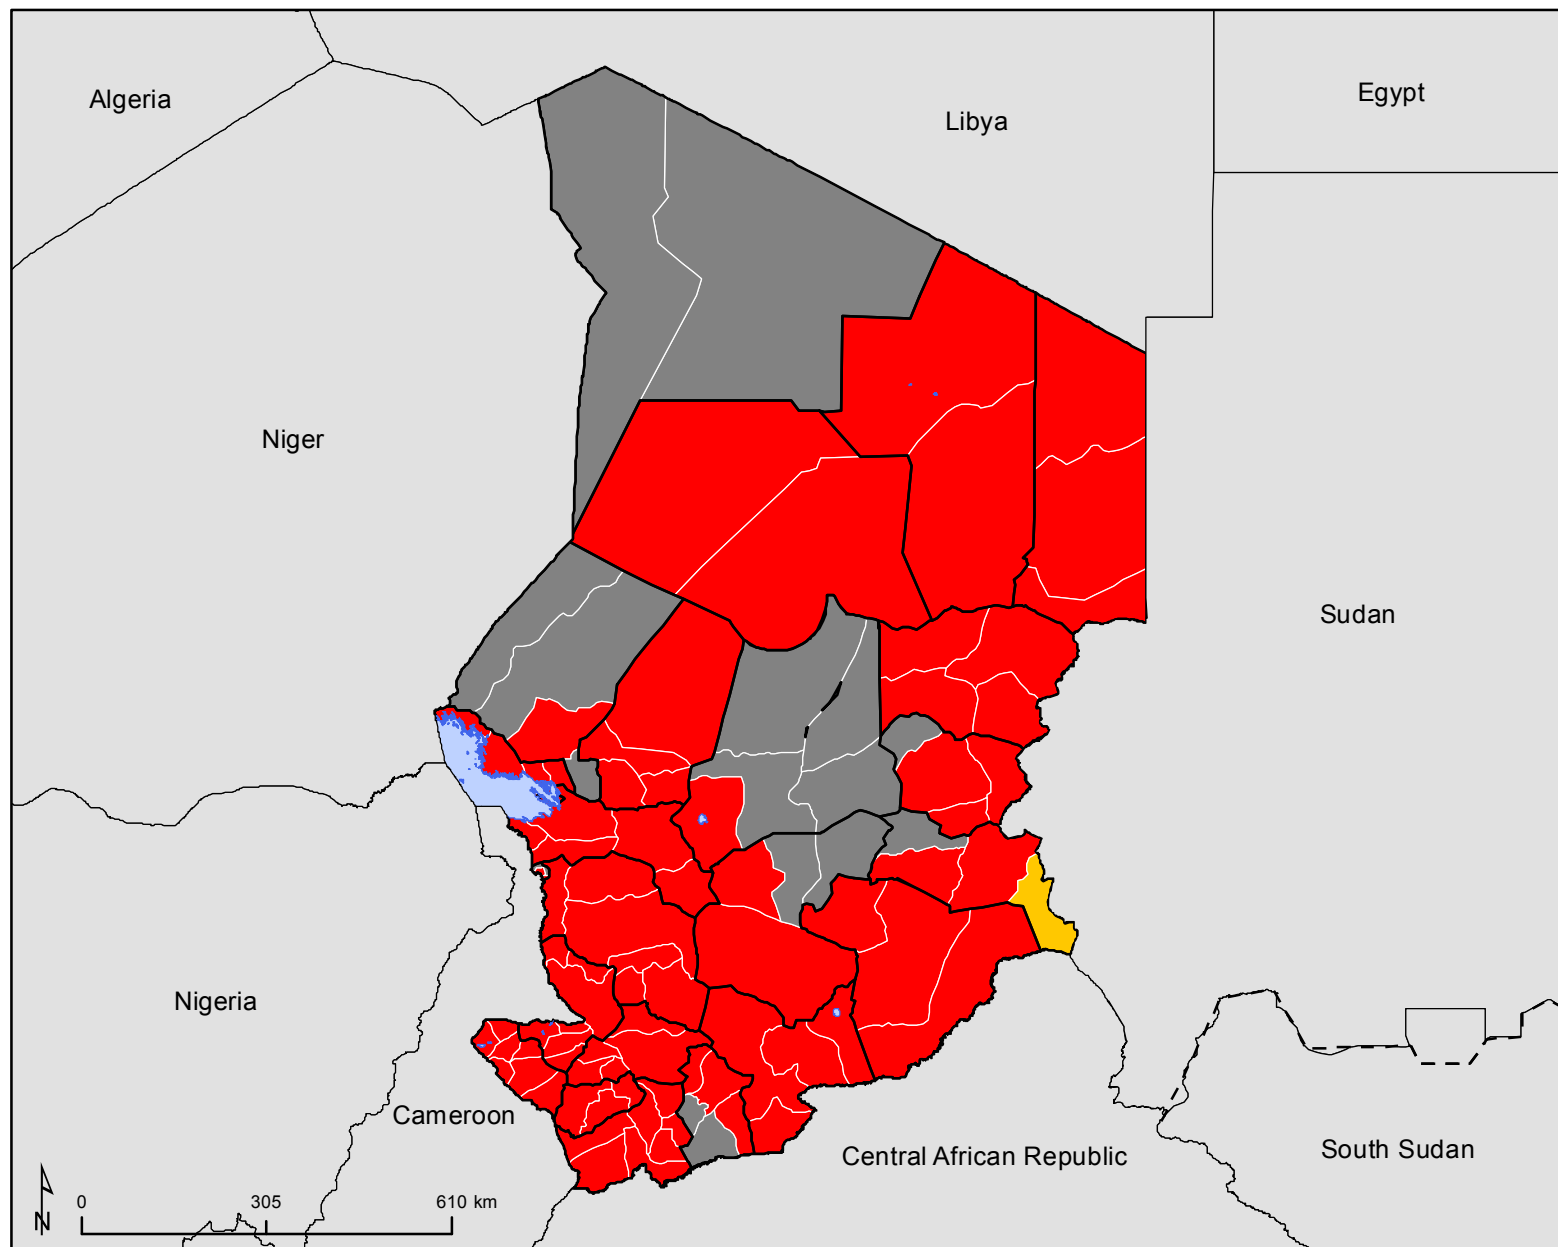 Algeria
Libya
Egypt
Niger
Sudan
Nigeria
Cameroon
Central African Republic
South Sudan
N
0 305 610 km